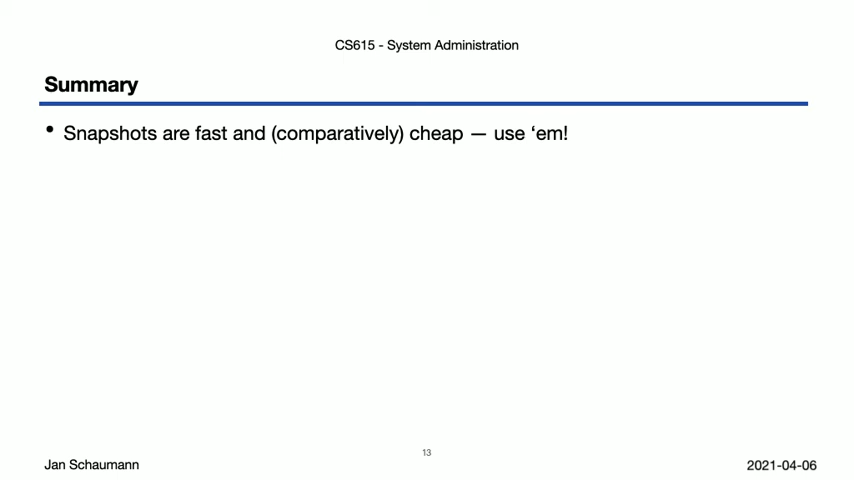 CS615 - System Administration
Summary
• Snapshots are fast and (comparatively) cheap — use ‘em!
13
Jan Schaumann
2021-04-06